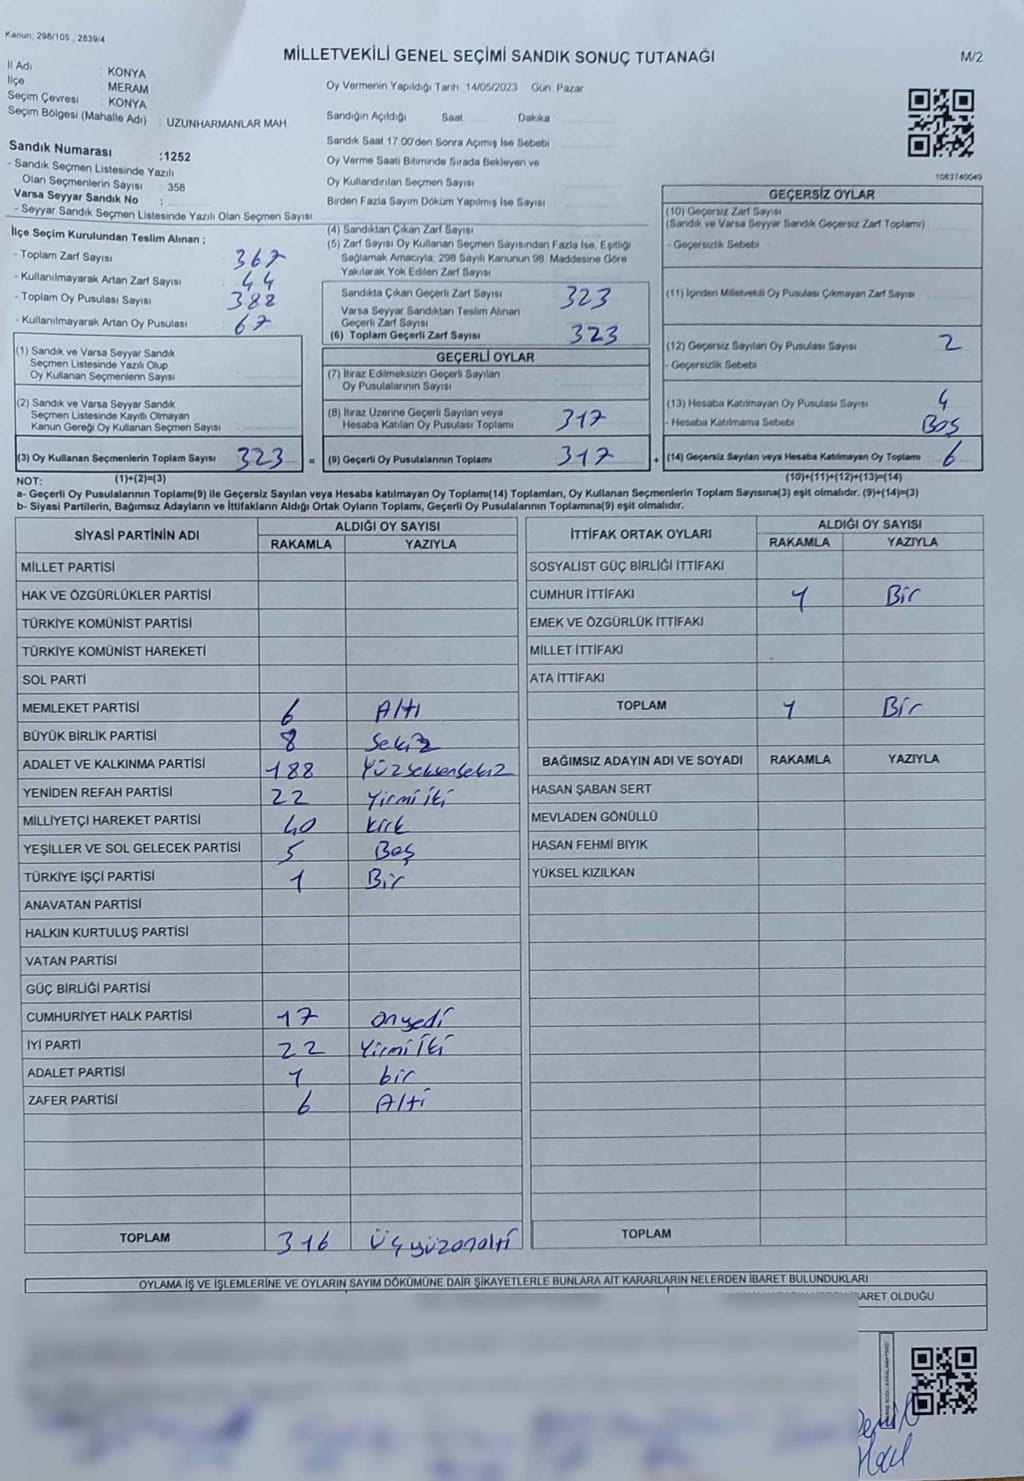 Kanun: 298/105 , 2839/4
MİLLETVEKİLİ GENEL SEÇİMİ SANDIK SONUÇ TUTANAĞI
M/2
İl Adı : KONYA
İlçe : MERAM
Seçim Çevresi : KONYA
Seçim Bölgesi (Mahalle Adı) : UZUNHARMANLAR MAH.
Sandık Numarası : 1252
- Sandık Seçmen Listesinde Yazılı
Olan Seçmenlerin Sayısı : 358
Varsa Seyyar Sandık No :
- Seyyar Sandık Seçmen Listesinde Yazılı Olan Seçmen Sayısı:
Oy Vermenin Yapıldığı Tarih 14/05/2023 Gün Pazar
Sandığın Açıldığı Saat Dakika
Sandık Saat 17:00'den Sonra Açımış İse Sebebi
Oy Verme Saati Bitiminde Sırada Bekleyen ve
Oy Kullandırılan Seçmen Sayısı
Birden Fazla Sayım Döküm Yapılmış İse Sayısı
1083740049
İlçe Seçim Kurulundan Teslim Alınan ;
- Toplam Zarf Sayısı 367
- Kullanılmayarak Artan Zarf Sayısı 44
- Toplam Oy Pusulası Sayısı 382
- Kullanılmayarak Artan Oy Pusulası 67
(1) Sandık ve Varsa Seyyar Sandık
Seçmen Listesinde Yazılı Olup
Oy Kullanan Seçmenlerin Sayısı :
(2) Sandık ve Varsa Seyyar Sandık
Seçmen Listesinde Kayıtlı Olmayan
Kanun Gereği Oy Kullanan Seçmen Sayısı :
(3) Oy Kullanan Seçmenlerin Toplam Sayısı 323 =
(1)+(2)=(3)
(4) Sandıktan Çıkan Zarf Sayısı
(5) Zarf Sayısı Oy Kullanan Seçmen Sayısından Fazla İse, Eşitliği
Sağlamak Amacıyla, 298 Sayılı Kanunun 98. Maddesine Göre
Yakılarak Yok Edilen Zarf Sayısı
Sandıkta Çıkan Geçerli Zarf Sayısı 323
Varsa Seyyar Sandıktan Teslim Alınan
Geçerli Zarf Sayısı
(6) Toplam Geçerli Zarf Sayısı 323
GEÇERLİ OYLAR
(7) İtiraz Edilmeksizin Geçerli Sayılan
Oy Pusulalarının Sayısı
(8) İtiraz Üzerine Geçerli Sayılan veya
Hesaba Katılan Oy Pusulası Toplamı 317
(9) Geçerli Oy Pusulalarının Toplamı 317 +
GEÇERSİZ OYLAR
(10) Geçersiz Zarf Sayısı
(Sandık ve Varsa Seyyar Sandık Geçersiz Zarf Toplamı)
- Geçersizlik Sebebi
(11) İçinden Milletvekili Oy Pusulası Çıkmayan Zarf Sayısı
(12) Geçersiz Sayılan Oy Pusulası Sayısı 2
- Geçersizlik Sebebi
(13) Hesaba Katılmayan Oy Pusulası Sayısı 4
- Hesaba Katılmama Sebebi Boş
(14) Geçersiz Sayılan veya Hesaba Katılmayan Oy Toplamı 6
(10)+(11)+(12)+(13)=(14)
NOT:
a- Geçerli Oy Pusulalarının Toplamı(9) ile Geçersiz Sayılan veya Hesaba katılmayan Oy Toplamı(14) Toplamları, Oy Kullanan Seçmenlerin Toplam Sayısına(3) eşit olmalıdır. (9)+(14)=(3)
b- Siyasi Partilerin, Bağımsız Adayların ve İttifakların Aldığı Ortak Oyların Toplamı, Geçerli Oy Pusulalarının Toplamına(9) eşit olmalıdır.
SİYASİ PARTİNİN ADI ALDIĞI OY SAYISI
RAKAMLA YAZIYLA
MİLLET PARTİSİ
HAK VE ÖZGÜRLÜKLER PARTİSİ
TÜRKİYE KOMÜNİST PARTİSİ
TÜRKİYE KOMÜNİST HAREKETİ
SOL PARTİ
MEMLEKET PARTİSİ 6 Altı
BÜYÜK BİRLİK PARTİSİ 8 Sekiz
ADALET VE KALKINMA PARTİSİ 188 Yüzseksensekiz
YENİDEN REFAH PARTİSİ 22 Yirmi iki
MİLLİYETÇİ HAREKET PARTİSİ 40 Kırk
YEŞİLLER VE SOL GELECEK PARTİSİ 5 Beş
TÜRKİYE İŞÇİ PARTİSİ 1 Bir
ANAVATAN PARTİSİ
HALKIN KURTULUŞ PARTİSİ
VATAN PARTİSİ
GÜÇ BİRLİĞİ PARTİSİ
CUMHURİYET HALK PARTİSİ 17 Onyedi
İYİ PARTİ 22 Yirmi İki
ADALET PARTİSİ 1 bir
ZAFER PARTİSİ 6 Altı
TOPLAM 316 Üçyüzonaltı
İTTİFAK ORTAK OYLARI ALDIĞI OY SAYISI
RAKAMLA YAZIYLA
SOSYALİST GÜÇ BİRLİĞİ İTTİFAKI
CUMHUR İTTİFAKI 1 Bir
EMEK VE ÖZGÜRLÜK İTTİFAKI
MİLLET İTTİFAKI
ATA İTTİFAKI
TOPLAM 1 Bir
BAĞIMSIZ ADAYIN ADI VE SOYADI RAKAMLA YAZIYLA
HASAN ŞABAN SERT
MEVLADEN GÖNÜLLÜ
HASAN FEHMİ BIYIK
YÜKSEL KIZILKAN
TOPLAM
OYLAMA İŞ VE İŞLEMLERİNE VE OYLARIN SAYIM DÖKÜMÜNE DAİR ŞİKAYETLERLE BUNLARA AİT KARARLARIN NELERDEN İBARET BULUNDUKLARI
İBARET OLDUĞU